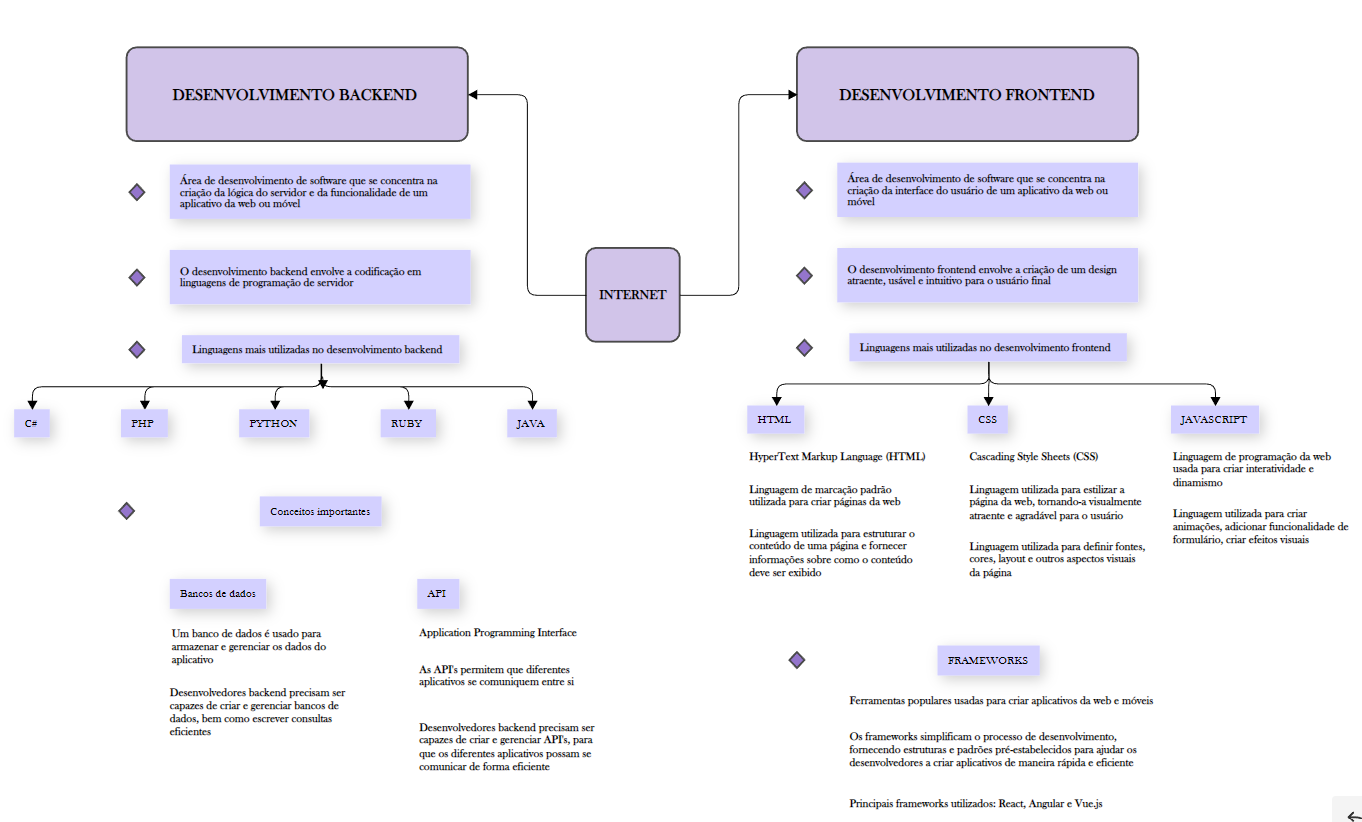 DESENVOLVIMENTO BACKEND
Área de desenvolvimento de software que se concentra na
criação da lógica do servidor e da funcionalidade de um
aplicativo da web ou móvel
O desenvolvimento backend envolve a codificação em
linguagens de programação de servidor
Linguagens mais utilizadas no desenvolvimento backend
C#
PHP
PYTHON
RUBY
JAVA
Conceitos importantes
Bancos de dados
Um banco de dados é usado para
armazenar e gerenciar os dados do
aplicativo
Desenvolvedores backend precisam ser
capazes de criar e gerenciar bancos de
dados, bem como escrever consultas
eficientes
API
Application Programming Interface
As API's permitem que diferentes
aplicativos se comuniquem entre si
Desenvolvedores backend precisam ser
capazes de criar e gerenciar API's, para
que os diferentes aplicativos possam se
comunicar de forma eficiente
INTERNET
DESENVOLVIMENTO FRONTEND
Área de desenvolvimento de software que se concentra na
criação da interface do usuário de um aplicativo da web ou
móvel
O desenvolvimento frontend envolve a criação de um design
atraente, usável e intuitivo para o usuário final
Linguagens mais utilizadas no desenvolvimento frontend
HTML
HyperText Markup Language (HTML)
Linguagem de marcação padrão
utilizada para criar páginas da web
Linguagem utilizada para estruturar o
conteúdo de uma página e fornecer
informações sobre como o conteúdo
deve ser exibido
CSS
Cascading Style Sheets (CSS)
Linguagem utilizada para estilizar a
página da web, tornando-a visualmente
atraente e agradável para o usuário
Linguagem utilizada para definir fontes,
cores, layout e outros aspectos visuais
da página
JAVASCRIPT
Linguagem de programação da web
usada para criar interatividade e
dinamismo
Linguagem utilizada para criar
animações, adicionar funcionalidade de
formulário, criar efeitos visuais
FRAMEWORKS
Ferramentas populares usadas para criar aplicativos da web e móveis
Os frameworks simplificam o processo de desenvolvimento,
fornecendo estruturas e padrões pré-estabelecidos para ajudar os
desenvolvedores a criar aplicativos de maneira rápida e eficiente
Principais frameworks utilizados: React, Angular e Vue.js